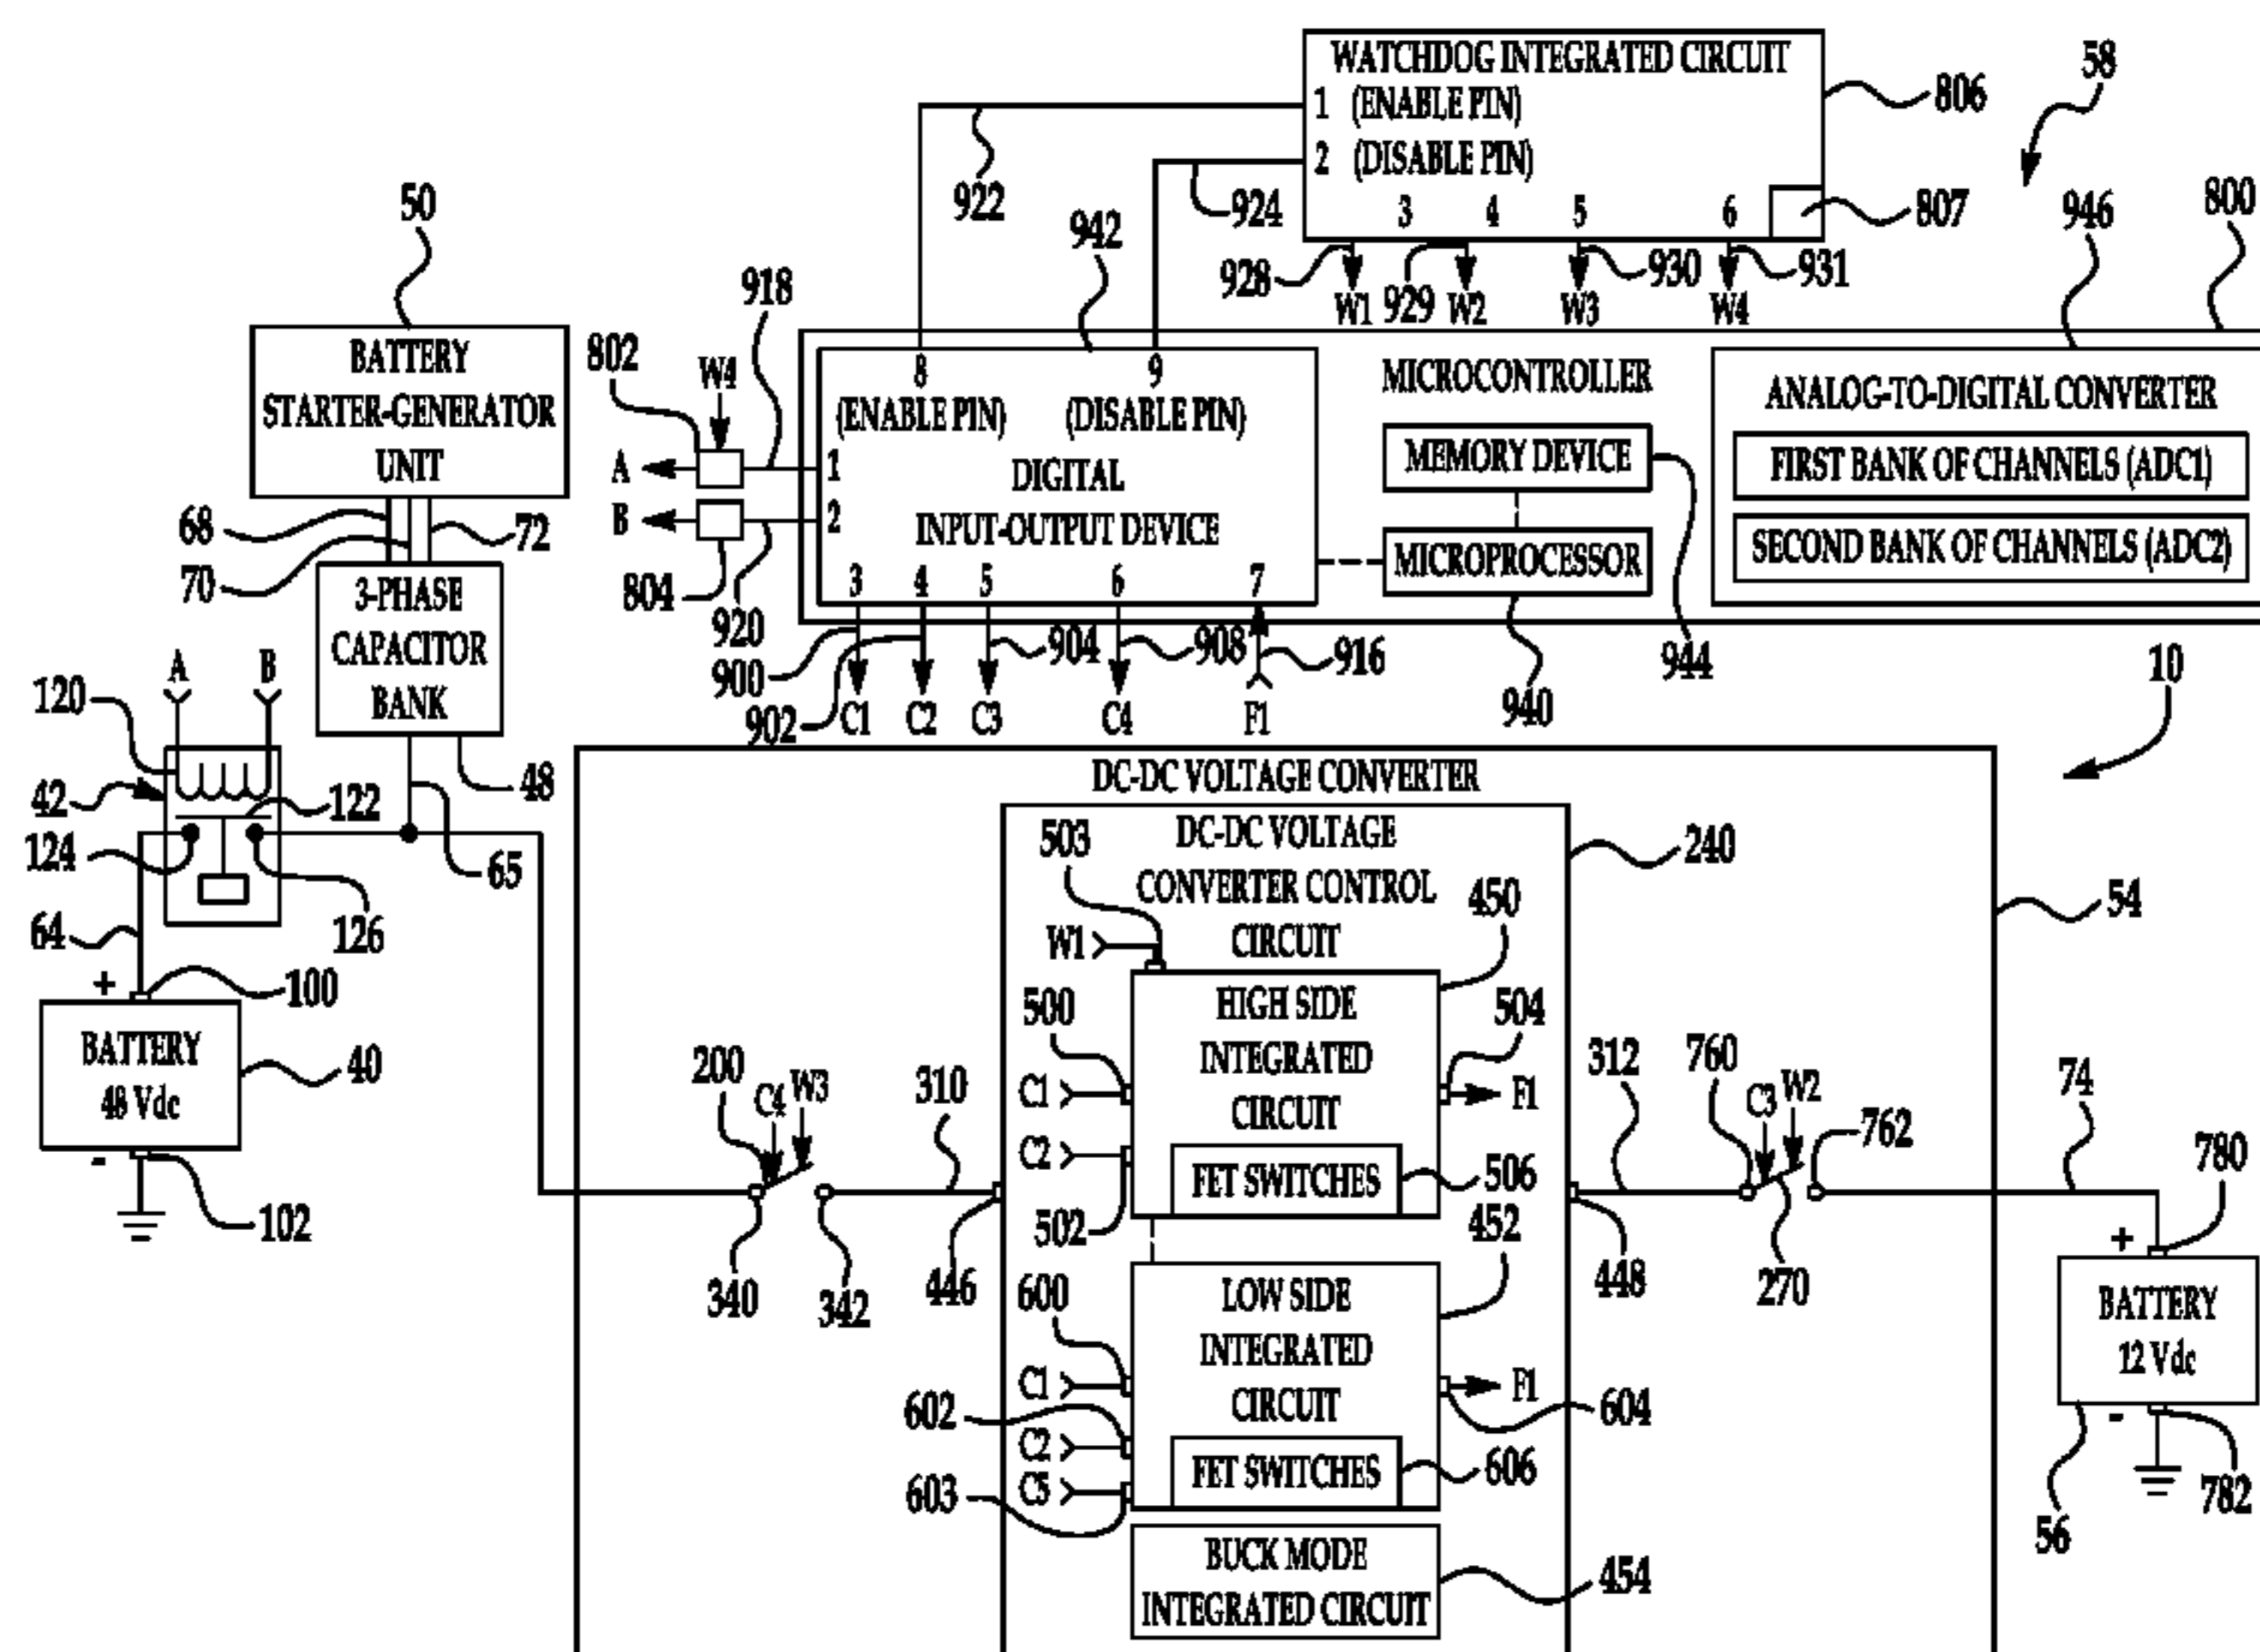 WATCHDOG INTEGRATED CIRCUIT
1 (ENABLE PIN)
2 (DISABLE PIN)
3 4 5 6
806
58
807
946
800
922
924
942
928
929
930
931
W1 W2 W3 W4
50
BATTERY
STARTER-GENERATOR
UNIT
68
70
72
3-PHASE
CAPACITOR
BANK
48
65
918
802
W4
A
B
804
920
8 9
(ENABLE PIN) (DISABLE PIN)
1
2
DIGITAL
INPUT-OUTPUT DEVICE
3 4 5 6 7
MICROCONTROLLER
MEMORY DEVICE
MICROPROCESSOR
ANALOG-TO-DIGITAL CONVERTER
FIRST BANK OF CHANNELS (ADC1)
SECOND BANK OF CHANNELS (ADC2)
900
902
904
908
916
940
944
10
C1 C2 C3 C4 F1
A B
120
42
122
124
126
64
+
100
BATTERY
48 Vdc
40
-
102
DC-DC VOLTAGE CONVERTER
DC-DC VOLTAGE
CONVERTER CONTROL
CIRCUIT
240
54
503
W1
450
HIGH SIDE
INTEGRATED
CIRCUIT
FET SWITCHES
500
C1
C2
502
504
F1
506
200
C4 W3
310
340
342
446
452
LOW SIDE
INTEGRATED
CIRCUIT
FET SWITCHES
600
C1
602
C2
C5
603
F1
604
606
BUCK MODE
INTEGRATED CIRCUIT
454
448
312
760
C3 W2
762
270
74
780
+
BATTERY
12 Vdc
-
56
782